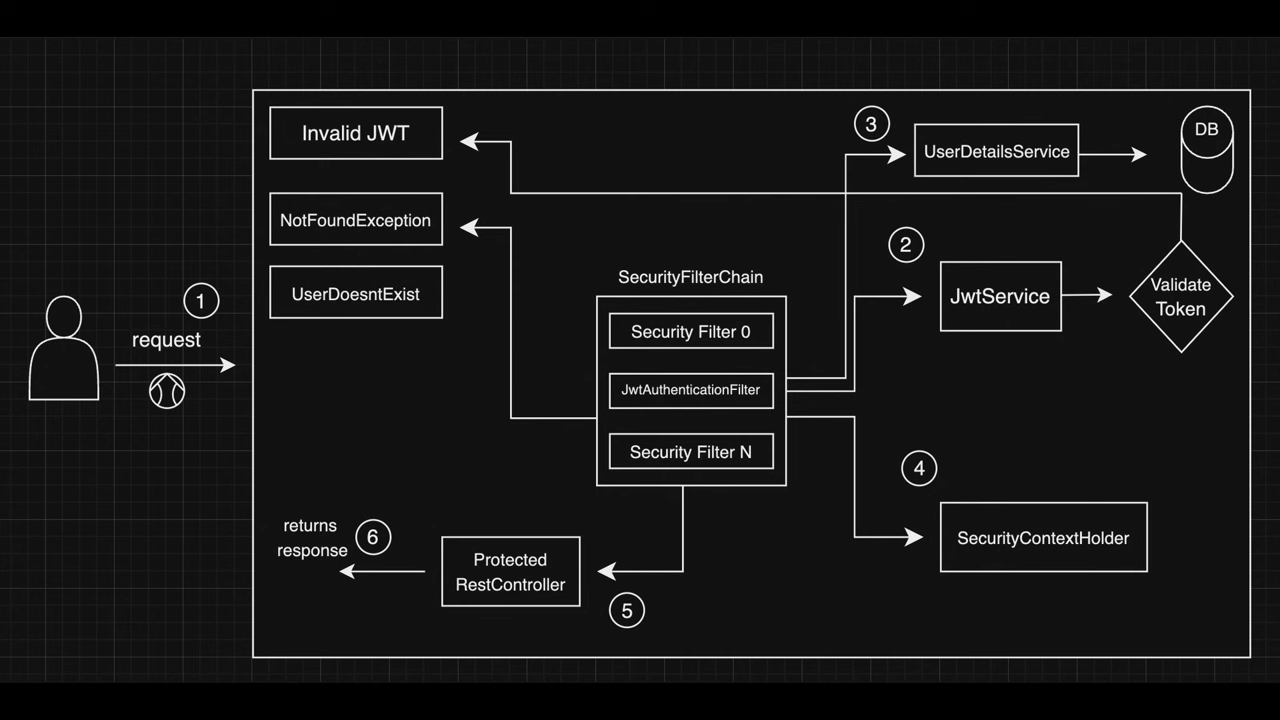 Invalid JWT
3
UserDetailsService
DB
NotFoundException
2
SecurityFilterChain
JwtService
Validate
Token
UserDoesntExist
1
request
Security Filter 0
JwtAuthenticationFilter
Security Filter N
4
SecurityContextHolder
returns
response
6
Protected
RestController
5